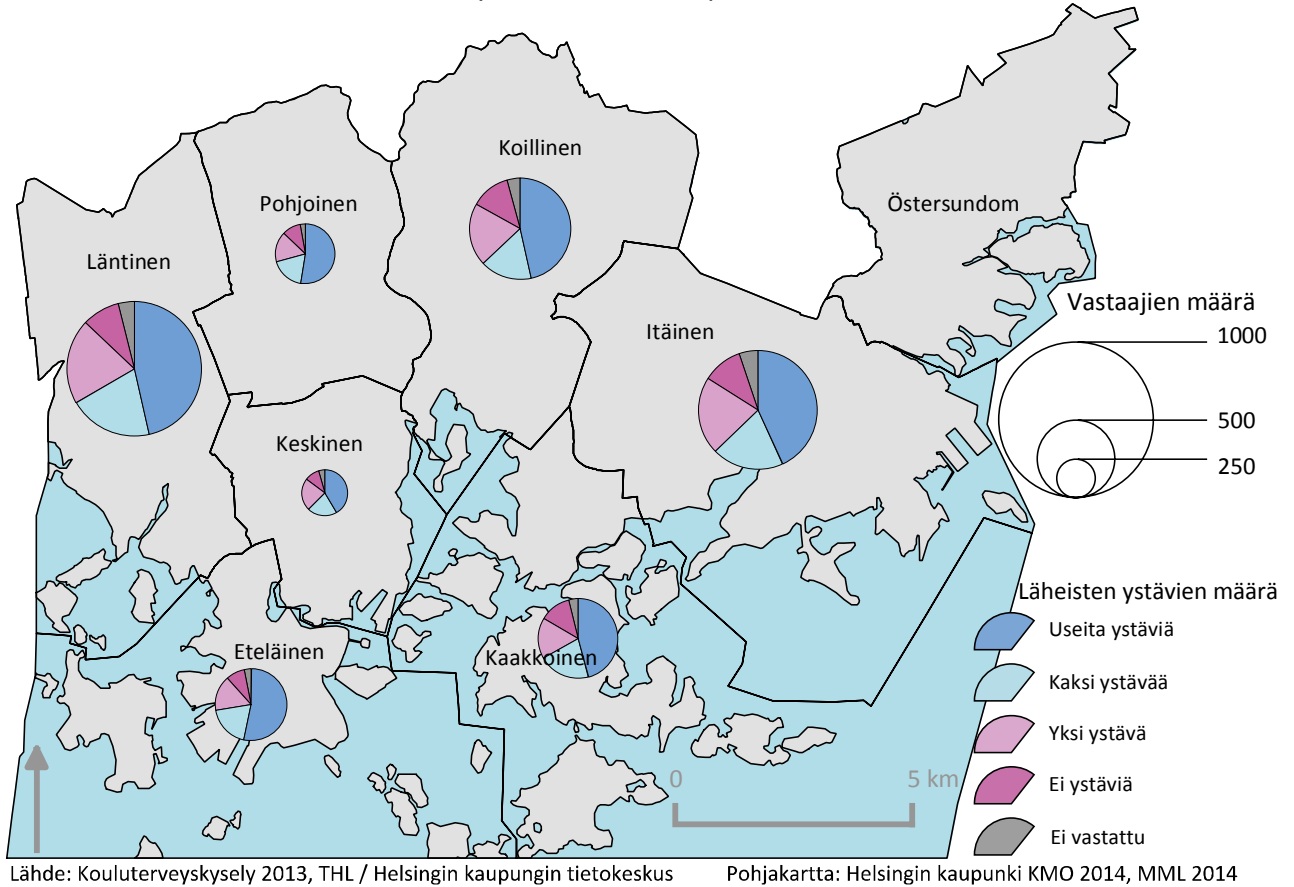 Koillinen
Pohjoinen
Östersundom
Läntinen
Vastaajien määrä
Itäinen
1000
500
Keskinen
250
Läheisten ystävien määrä
Useita ystäviä
Eteläinen
Kaakkoinen
Kaksi ystävää
Yksi ystävä
0
5 km
Ei ystäviä
Ei vastattu
Lähde: Kouluterveyskysely 2013, THL / Helsingin kaupungin tietokeskus
Pohjakartta: Helsingin kaupunki KMO 2014, MML 2014